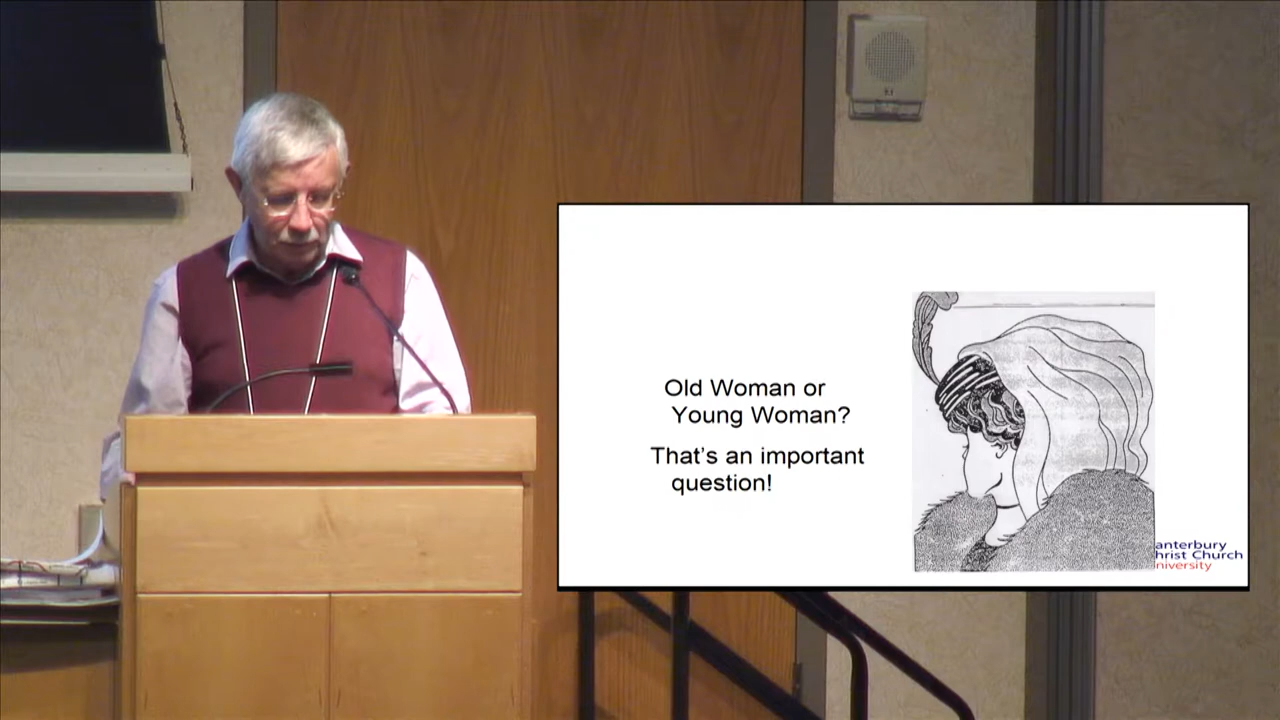 Old Woman or
Young Woman?
That's an important
question!
anterbury
hrist Church
niversity